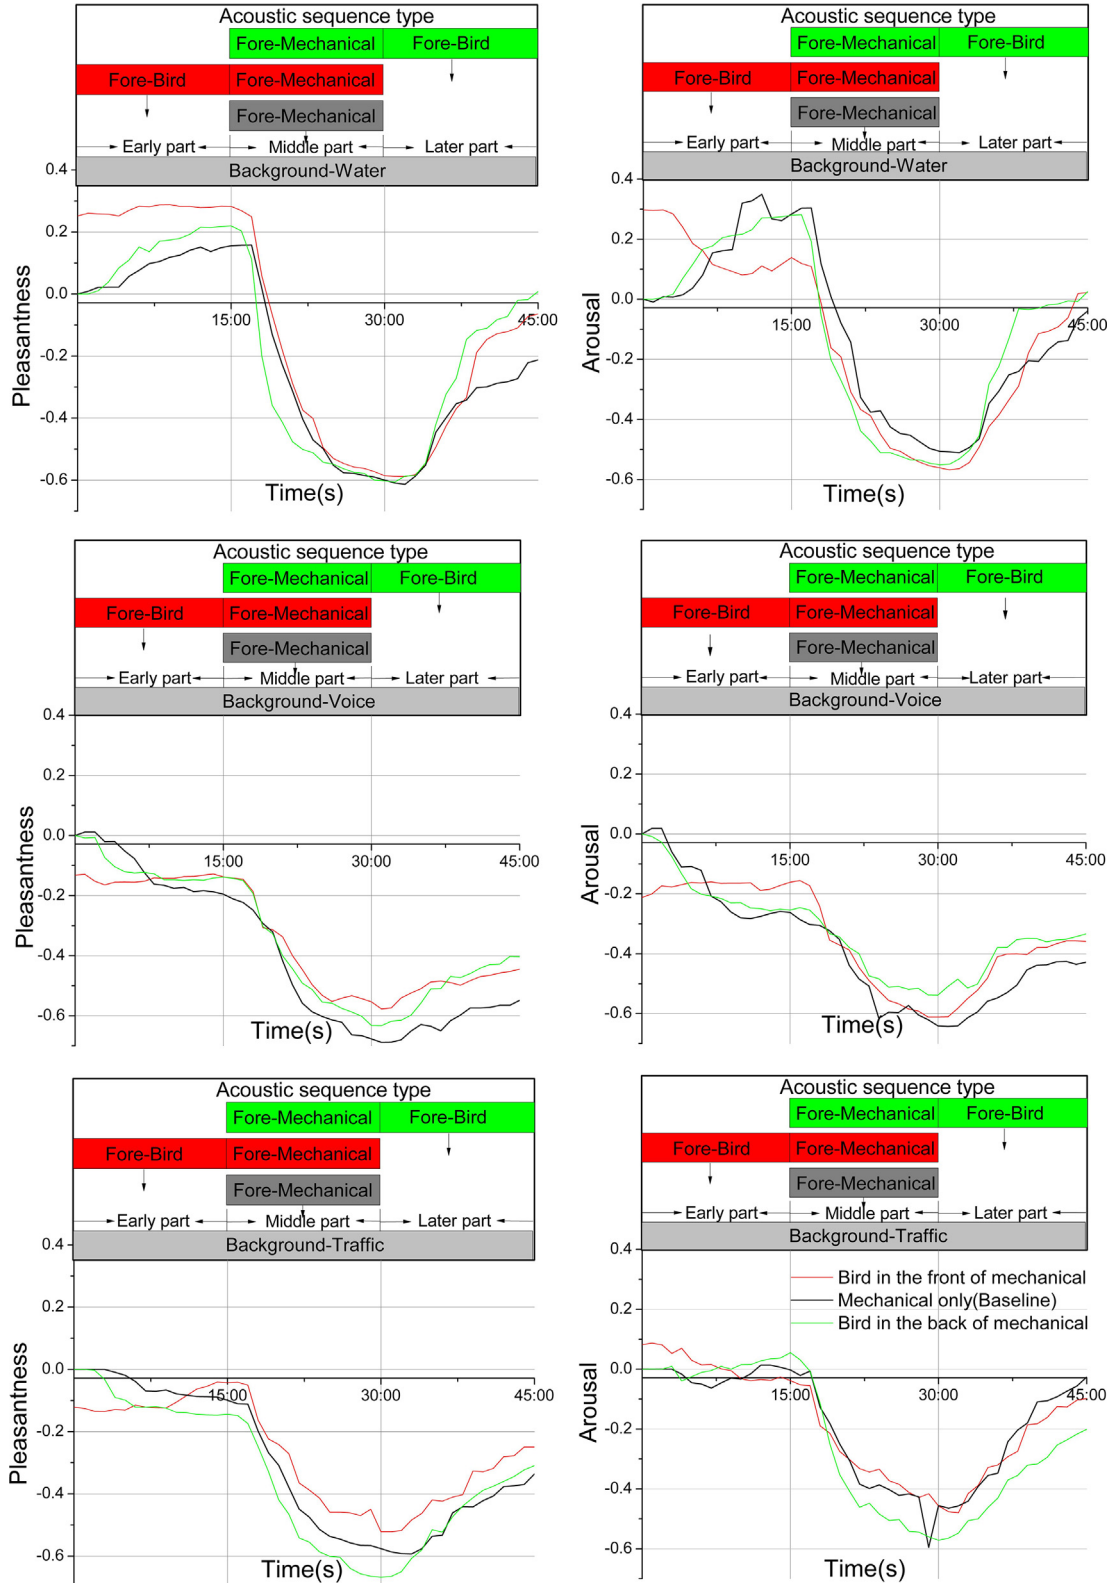 Acoustic sequence type
Fore-Mechanical Fore-Bird
Fore-Bird Fore-Mechanical
Fore-Mechanical
Early part Middle part Later part
Background-Water
0.4
0.2
0.0
-0.2
-0.4
-0.6
Pleasantness
15:00 30:00 45:00
Time(s)
Acoustic sequence type
Fore-Mechanical Fore-Bird
Fore-Bird Fore-Mechanical
Fore-Mechanical
Early part Middle part Later part
Background-Water
0.4
0.2
0.0
-0.2
-0.4
-0.6
Arousal
15:00 30:00 45:00
Time(s)
Acoustic sequence type
Fore-Mechanical Fore-Bird
Fore-Bird Fore-Mechanical
Fore-Mechanical
Early part Middle part Later part
Background-Voice
0.4
0.2
0.0
-0.2
-0.4
-0.6
Pleasantness
15:00 30:00 45:00
Time(s)
Acoustic sequence type
Fore-Mechanical Fore-Bird
Fore-Bird Fore-Mechanical
Fore-Mechanical
Early part Middle part Later part
Background-Voice
0.4
0.2
0.0
-0.2
-0.4
-0.6
Arousal
15:00 30:00 45:00
Time(s)
Acoustic sequence type
Fore-Mechanical Fore-Bird
Fore-Bird Fore-Mechanical
Fore-Mechanical
Early part Middle part Later part
Background-Traffic
0.4
0.2
0.0
-0.2
-0.4
-0.6
Pleasantness
15:00 30:00 45:00
Time(s)
Acoustic sequence type
Fore-Mechanical Fore-Bird
Fore-Bird Fore-Mechanical
Fore-Mechanical
Early part Middle part Later part
Background-Traffic
0.4
0.2
0.0
-0.2
-0.4
-0.6
Arousal
Bird in the front of mechanical
Mechanical only(Baseline)
Bird in the back of mechanical
15:00 30:00 45:00
Time(s)